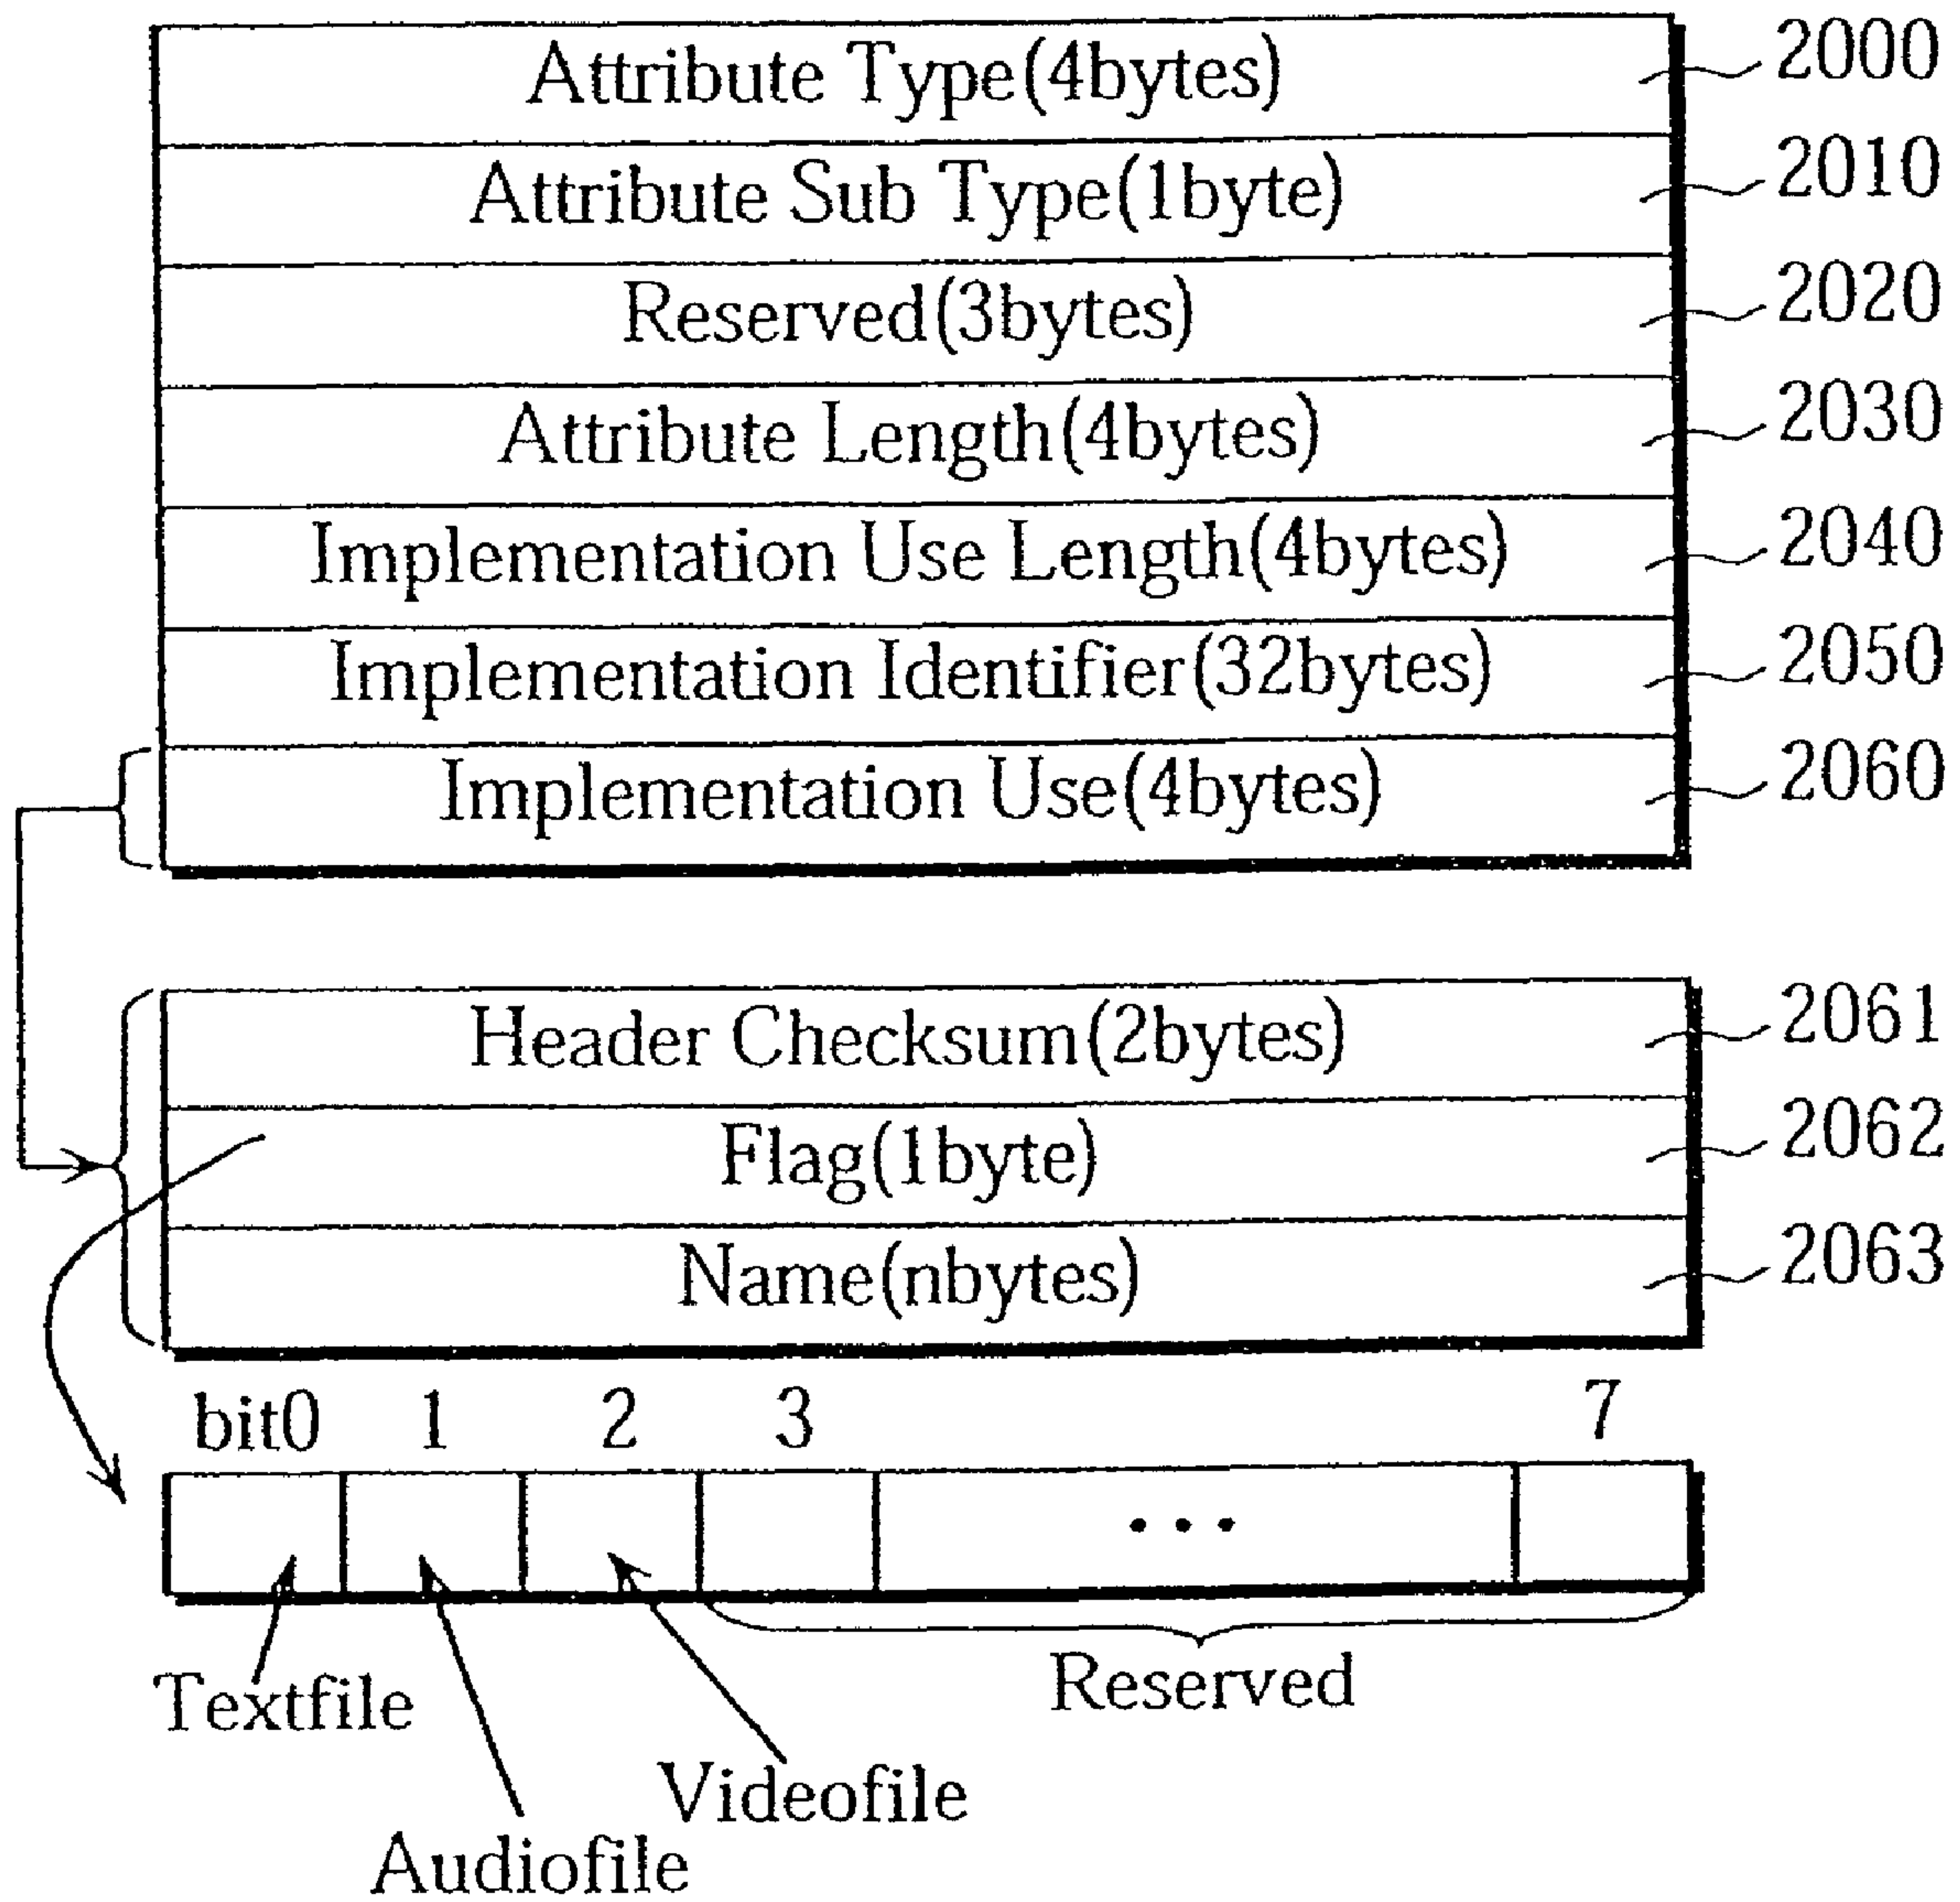 Attribute Type(4bytes) 2000
Attribute Sub Type(1byte) 2010
Reserved(3bytes) 2020
Attribute Length(4bytes) 2030
Implementation Use Length(4bytes) 2040
Implementation Identifier(32bytes) 2050
Implementation Use(4bytes) 2060
Header Checksum(2bytes) 2061
Flag(1byte) 2062
Name(nbytes) 2063
bit0 1 2 3 7
...
Reserved
Textfile
Videofile
Audiofile